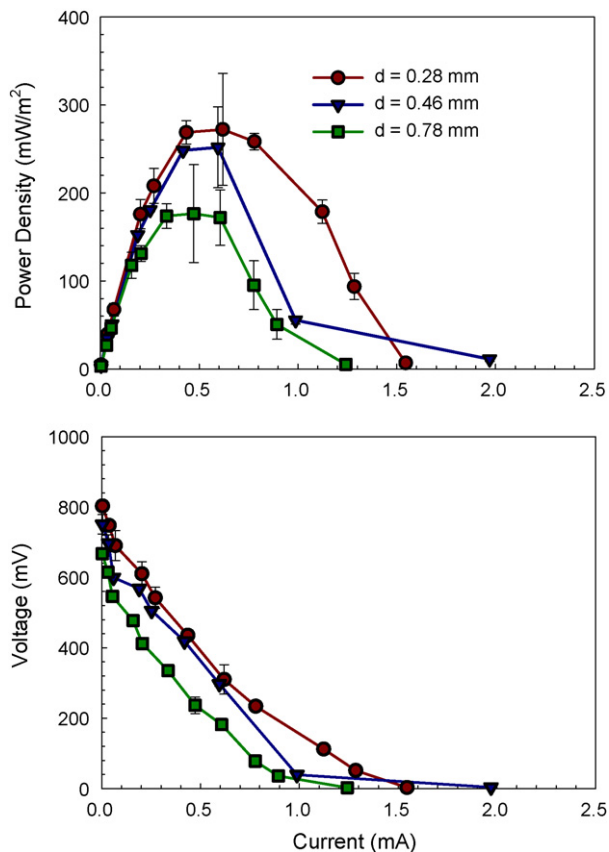 400
300
200
100
0
Power Density (mW/m²)
d = 0.28 mm
d = 0.46 mm
d = 0.78 mm
0.0 0.5 1.0 1.5 2.0 2.5
1000
800
600
400
200
0
Voltage (mV)
0.0 0.5 1.0 1.5 2.0 2.5
Current (mA)